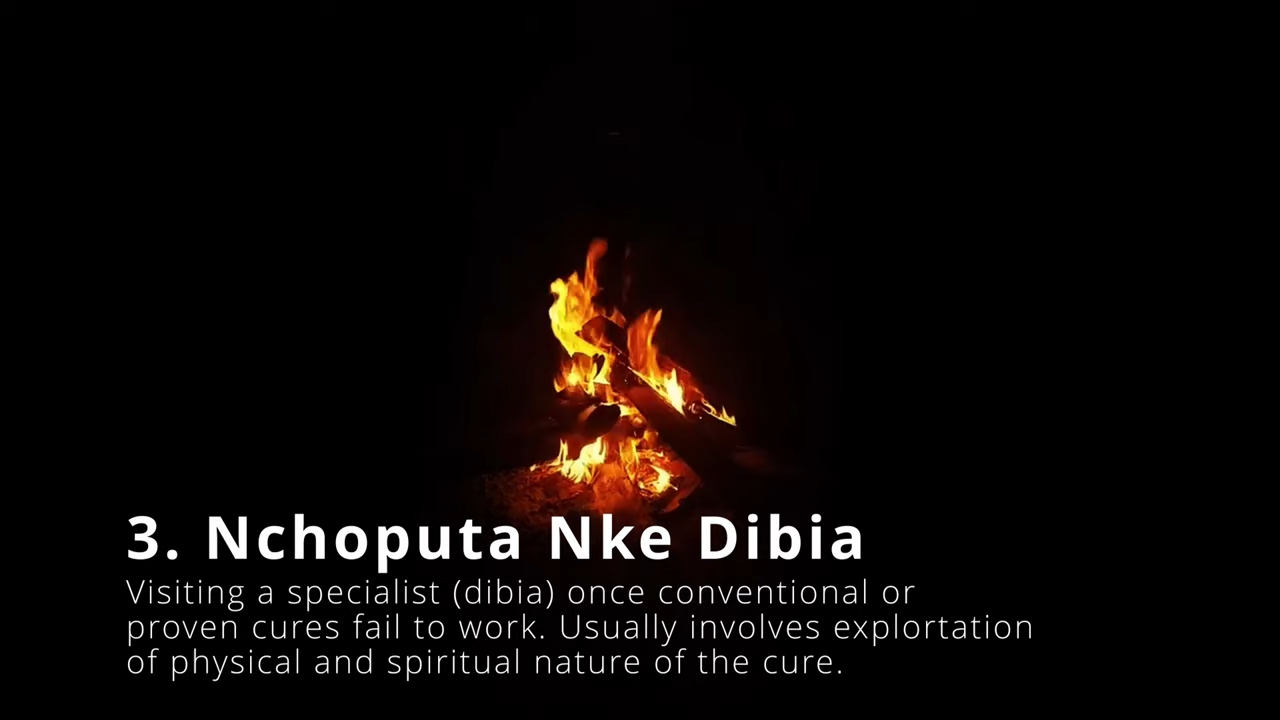 3. Nchoputa Nke Dibia
Visiting a specialist (dibia) once conventional or
proven cures fail to work. Usually involves explortation
of physical and spiritual nature of the cure.